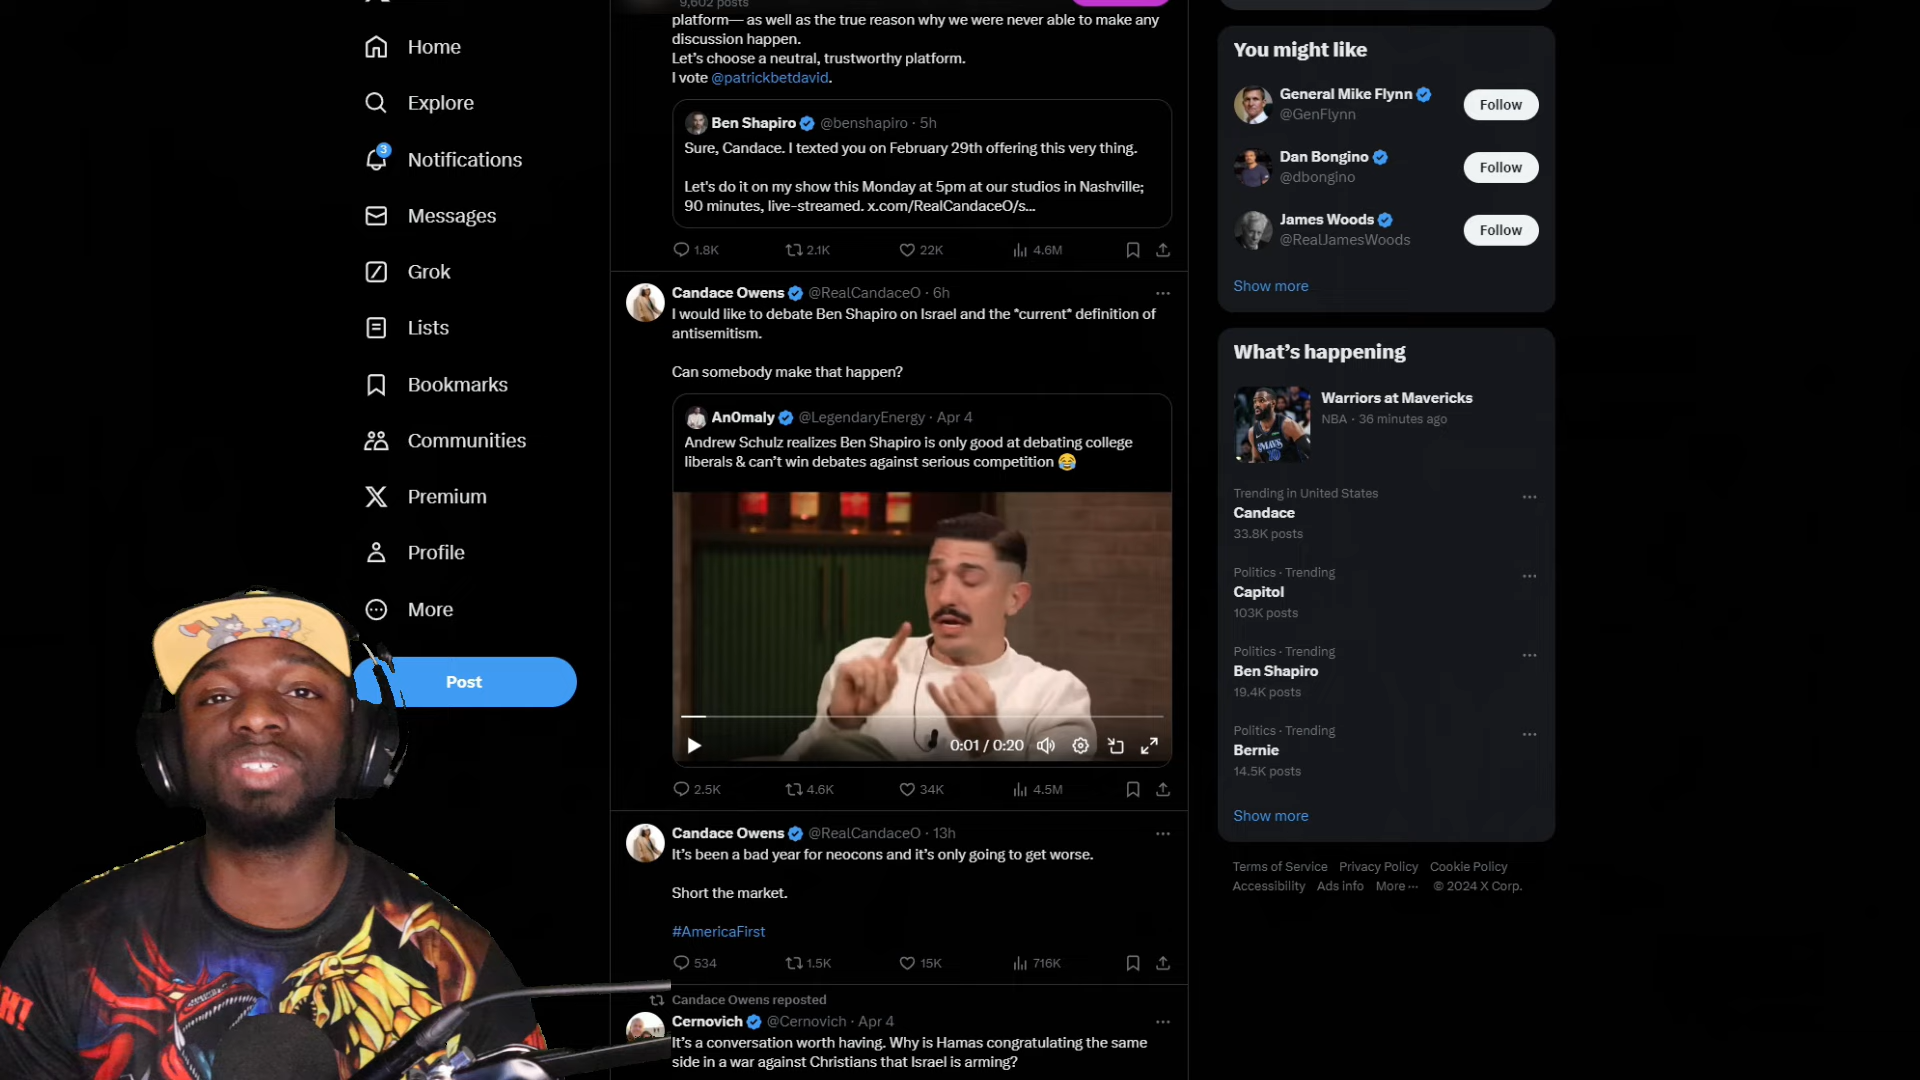 Home
Explore
3
Notifications
Messages
Grok
Lists
Bookmarks
Communities
Premium
Profile
More
Post
9,602 posts
platform— as well as the true reason why we were never able to make any
discussion happen.
Let's choose a neutral, trustworthy platform.
I vote @patrickbetdavid.
Ben Shapiro @benshapiro · 5h
Sure, Candace. I texted you on February 29th offering this very thing.
Let's do it on my show this Monday at 5pm at our studios in Nashville;
90 minutes, live-streamed. x.com/RealCandaceO/s...
1.8K 2.1K 22K 4.6M
Candace Owens @RealCandaceO · 6h
I would like to debate Ben Shapiro on Israel and the *current* definition of
antisemitism.
Can somebody make that happen?
An0maly @LegendaryEnergy · Apr 4
Andrew Schulz realizes Ben Shapiro is only good at debating college
liberals & can't win debates against serious competition 😂
0:01 / 0:20
2.5K 4.6K 34K 4.5M
Candace Owens @RealCandaceO · 13h
It's been a bad year for neocons and it's only going to get worse.
Short the market.
#AmericaFirst
534 1.5K 15K 716K
Candace Owens reposted
Cernovich @Cernovich · Apr 4
It's a conversation worth having. Why is Hamas congratulating the same
side in a war against Christians that Israel is arming?
You might like
General Mike Flynn
@GenFlynn
Follow
Dan Bongino
@dbongino
Follow
James Woods
@RealJamesWoods
Follow
Show more
What's happening
Warriors at Mavericks
NBA · 36 minutes ago
Trending in United States
Candace
33.8K posts
Politics · Trending
Capitol
103K posts
Politics · Trending
Ben Shapiro
19.4K posts
Politics · Trending
Bernie
14.5K posts
Show more
Terms of Service Privacy Policy Cookie Policy
Accessibility Ads info More ··· © 2024 X Corp.